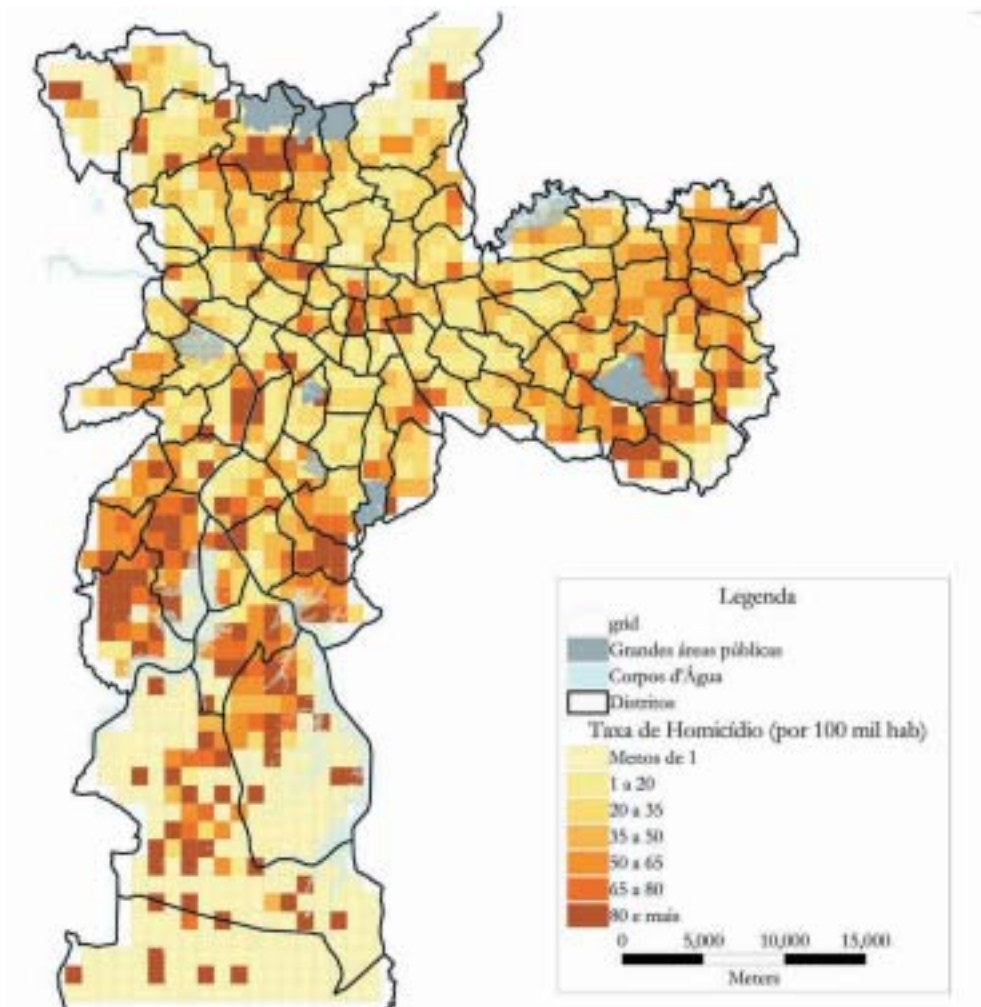 Legenda
grid
Grandes áreas públicas
Corpos d'Água
Distritos
Taxa de Homicídio (por 100 mil hab)
Menos de 1
1 a 20
20 a 35
35 a 50
50 a 65
65 a 80
80 e mais
0 5,000 10,000 15,000
Meters